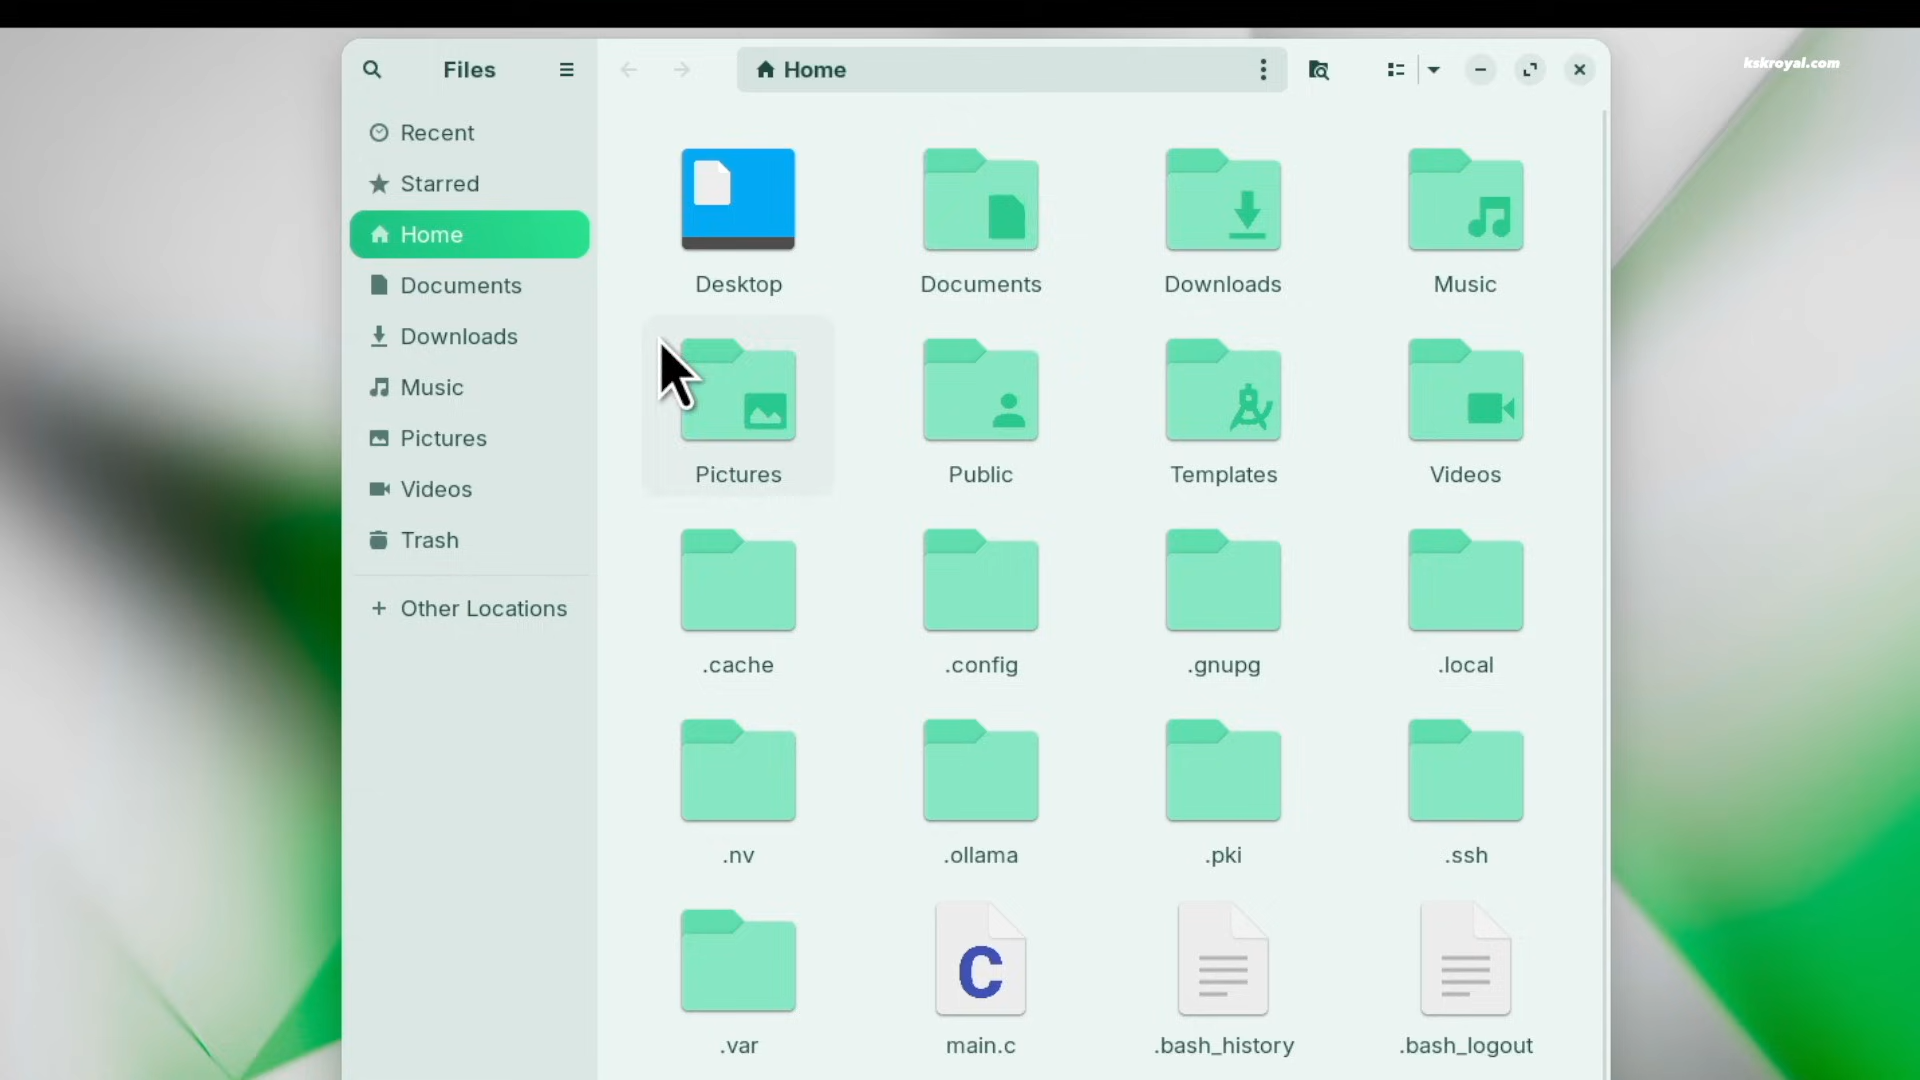 Files
Home
kskroyal.com
Recent
Starred
Home
Documents
Downloads
Music
Pictures
Videos
Trash
Other Locations
Desktop
Documents
Downloads
Music
Pictures
Public
Templates
Videos
.cache
.config
.gnupg
.local
.nv
.ollama
.pki
.ssh
C
.var
main.c
.bash_history
.bash_logout